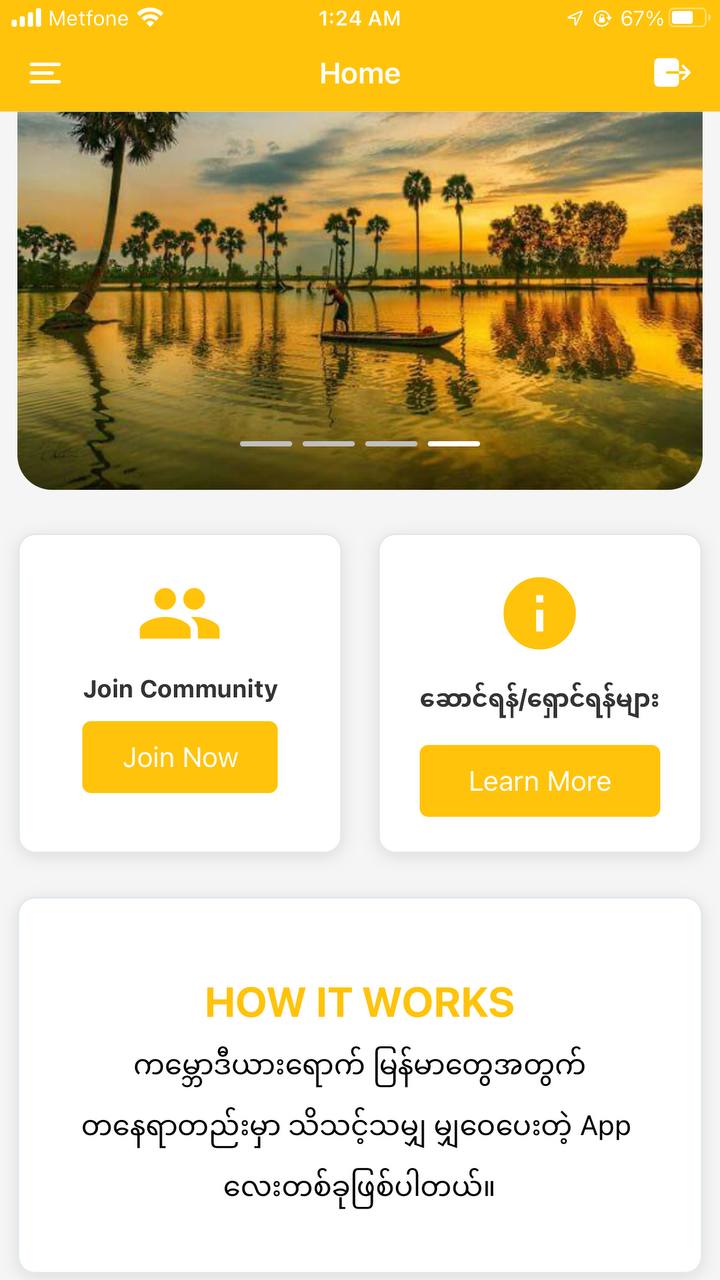 Metfone 1:24 AM 67%
Home
Join Community
Join Now
ဆောင်ရန်/ရှောင်ရန်များ
Learn More
HOW IT WORKS
ကမ္ဘောဒီယားရောက် မြန်မာတွေအတွက်
တနေရာတည်းမှာ သိသင့်သမျှ မျှဝေပေးတဲ့ App
လေးတစ်ခုဖြစ်ပါတယ်။